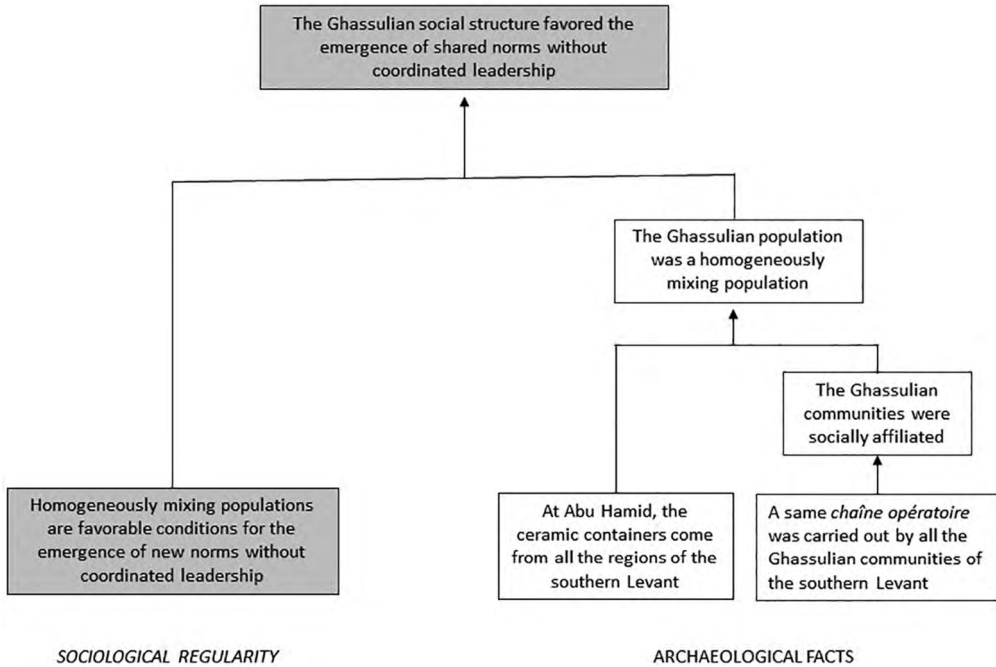 The Ghassulian social structure favored the
emergence of shared norms without
coordinated leadership
The Ghassulian population
was a homogeneously
mixing population
The Ghassulian
communities were
socially affiliated
Homogeneously mixing populations
are favorable conditions for the
emergence of new norms without
coordinated leadership
At Abu Hamid, the
ceramic containers come
from all the regions of the
southern Levant
A same chaîne opératoire
was carried out by all the
Ghassulian communities of
the southern Levant
SOCIOLOGICAL REGULARITY
ARCHAEOLOGICAL FACTS